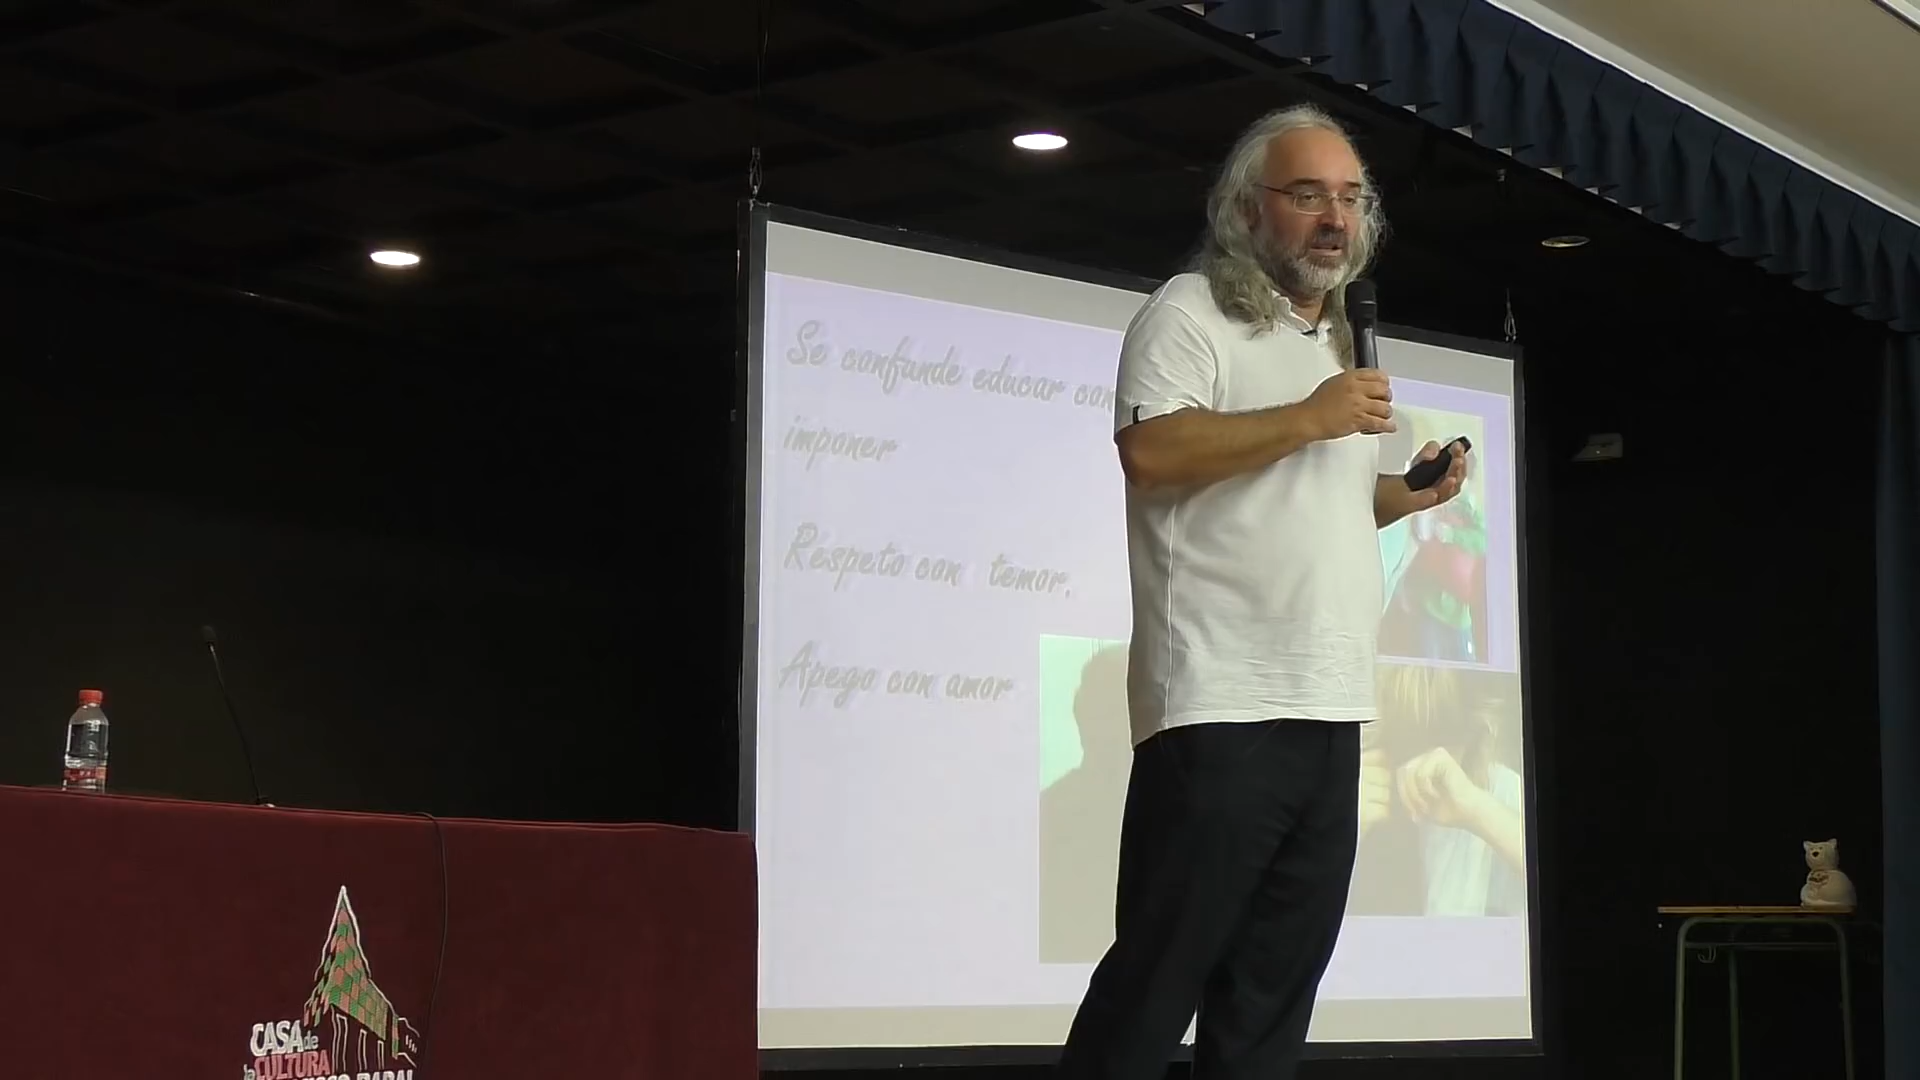 Se confunde educar con
imponer
Respeto con temor.
Apego con amor
CASA de
la CULTURA